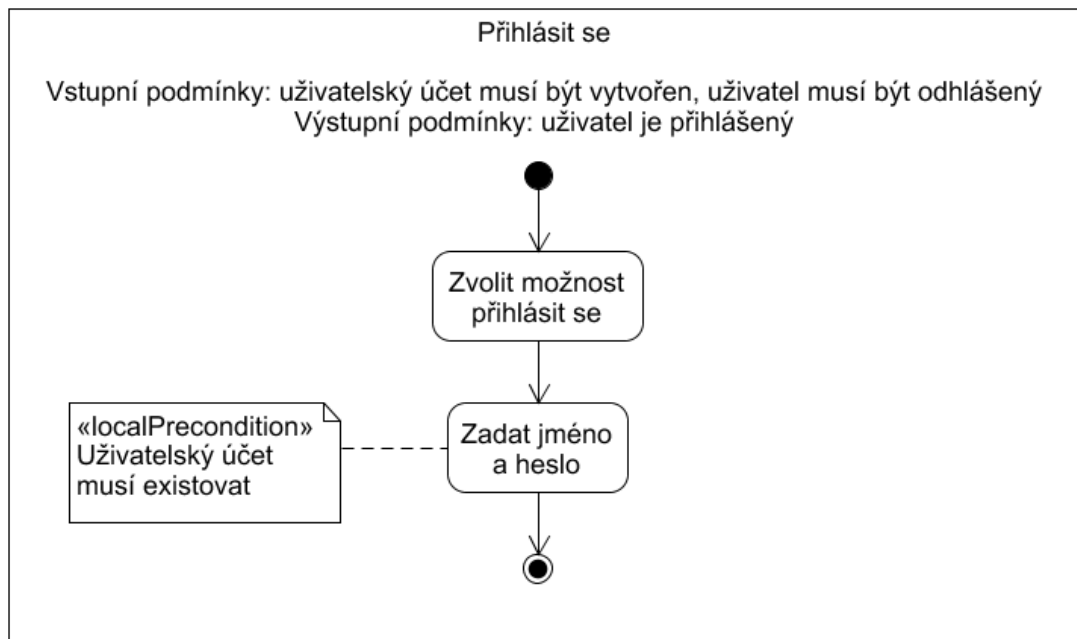 Přihlásit se
Vstupní podmínky: uživatelský účet musí být vytvořen, uživatel musí být odhlášený
Výstupní podmínky: uživatel je přihlášený
Zvolit možnost
přihlásit se
«localPrecondition»
Uživatelský účet
musí existovat
Zadat jméno
a heslo